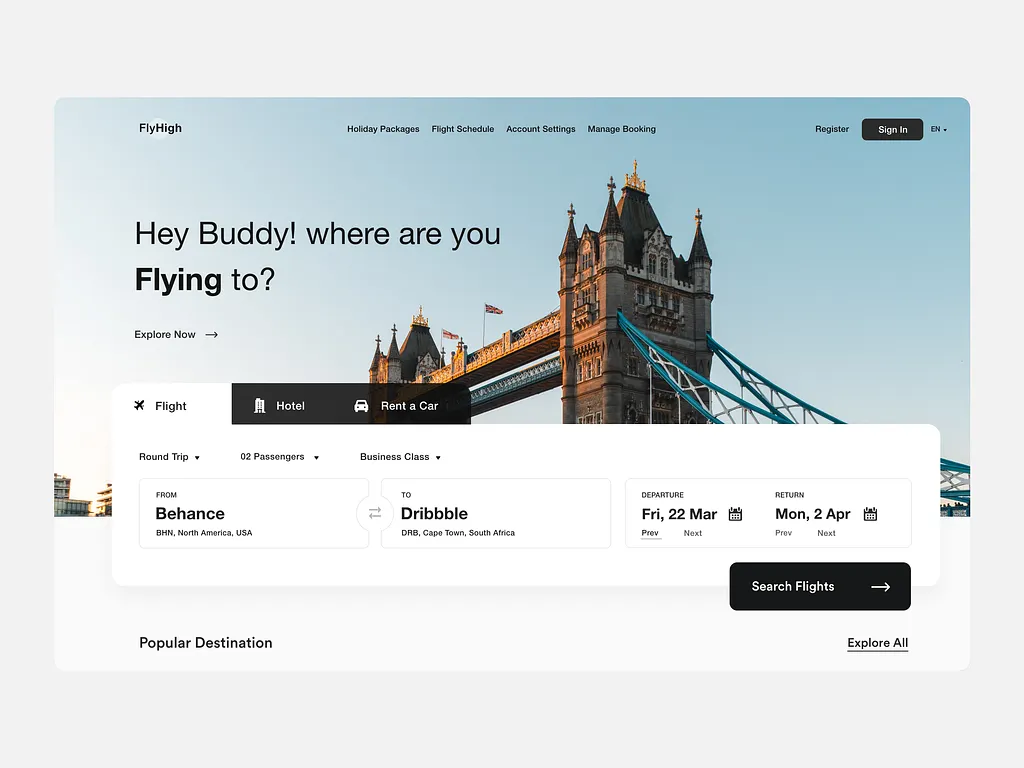 FlyHigh
Holiday Packages Flight Schedule Account Settings Manage Booking
Register Sign In EN
Hey Buddy! where are you
Flying to?
Explore Now
Flight Hotel Rent a Car
Round Trip 02 Passengers Business Class
FROM
Behance
BHN, North America, USA
TO
Dribbble
DRB, Cape Town, South Africa
DEPARTURE
Fri, 22 Mar
Prev Next
RETURN
Mon, 2 Apr
Prev Next
Search Flights
Popular Destination
Explore All